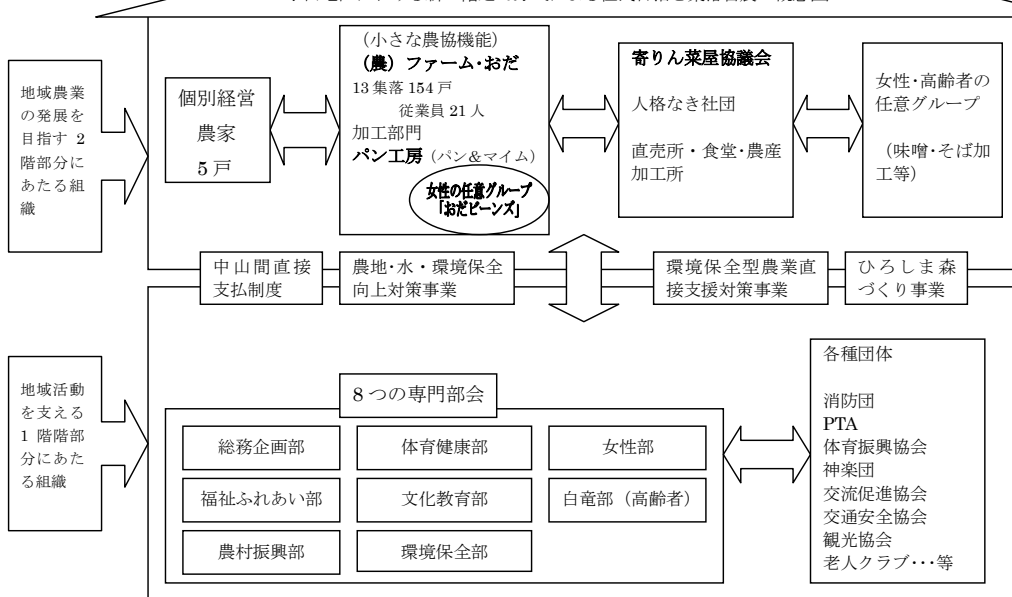 地域農業
の発展を
目指す 2
階部分に
あたる組
織
個別経営
農家
5 戸
（小さな農協機能）
（農）ファーム・おだ
13 集落 154 戸
従業員 21 人
加工部門
パン工房（パン＆マイム）
女性の任意グループ
「おだビーンズ」
寄りん菜屋協議会
人格なき社団
直売所・食堂・農産
加工所
女性・高齢者の
任意グループ
（味噌・そば加
工等）
中山間直接
支払制度
農地・水・環境保全
向上対策事業
環境保全型農業直
接支援対策事業
ひろしま森
づくり事業
地域活動
を支える
1 階階部
分にあた
る組織
8 つの専門部会
総務企画部
体育健康部
女性部
福祉ふれあい部
文化教育部
白竜部（高齢者）
農村振興部
環境保全部
各種団体
消防団
PTA
体育振興協会
神楽団
交流促進協会
交通安全協会
観光協会
老人クラブ･･･等